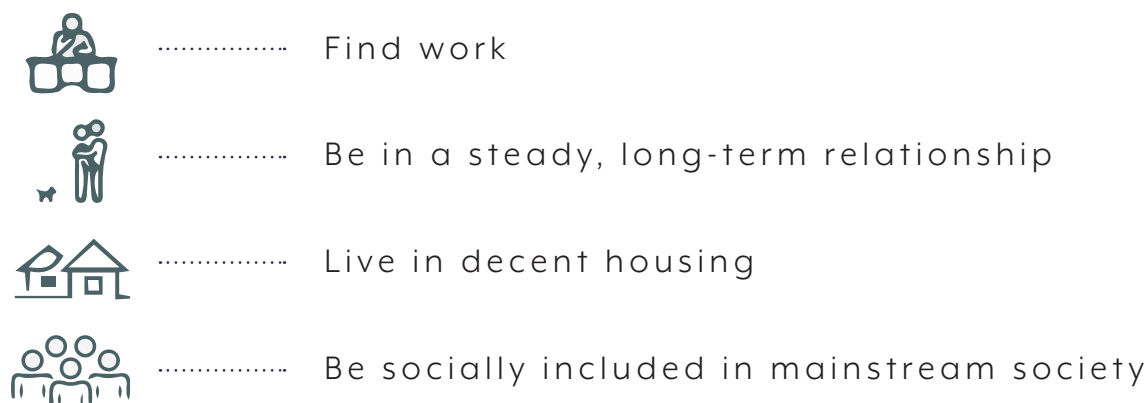 Find work
Be in a steady, long-term relationship
Live in decent housing
Be socially included in mainstream society